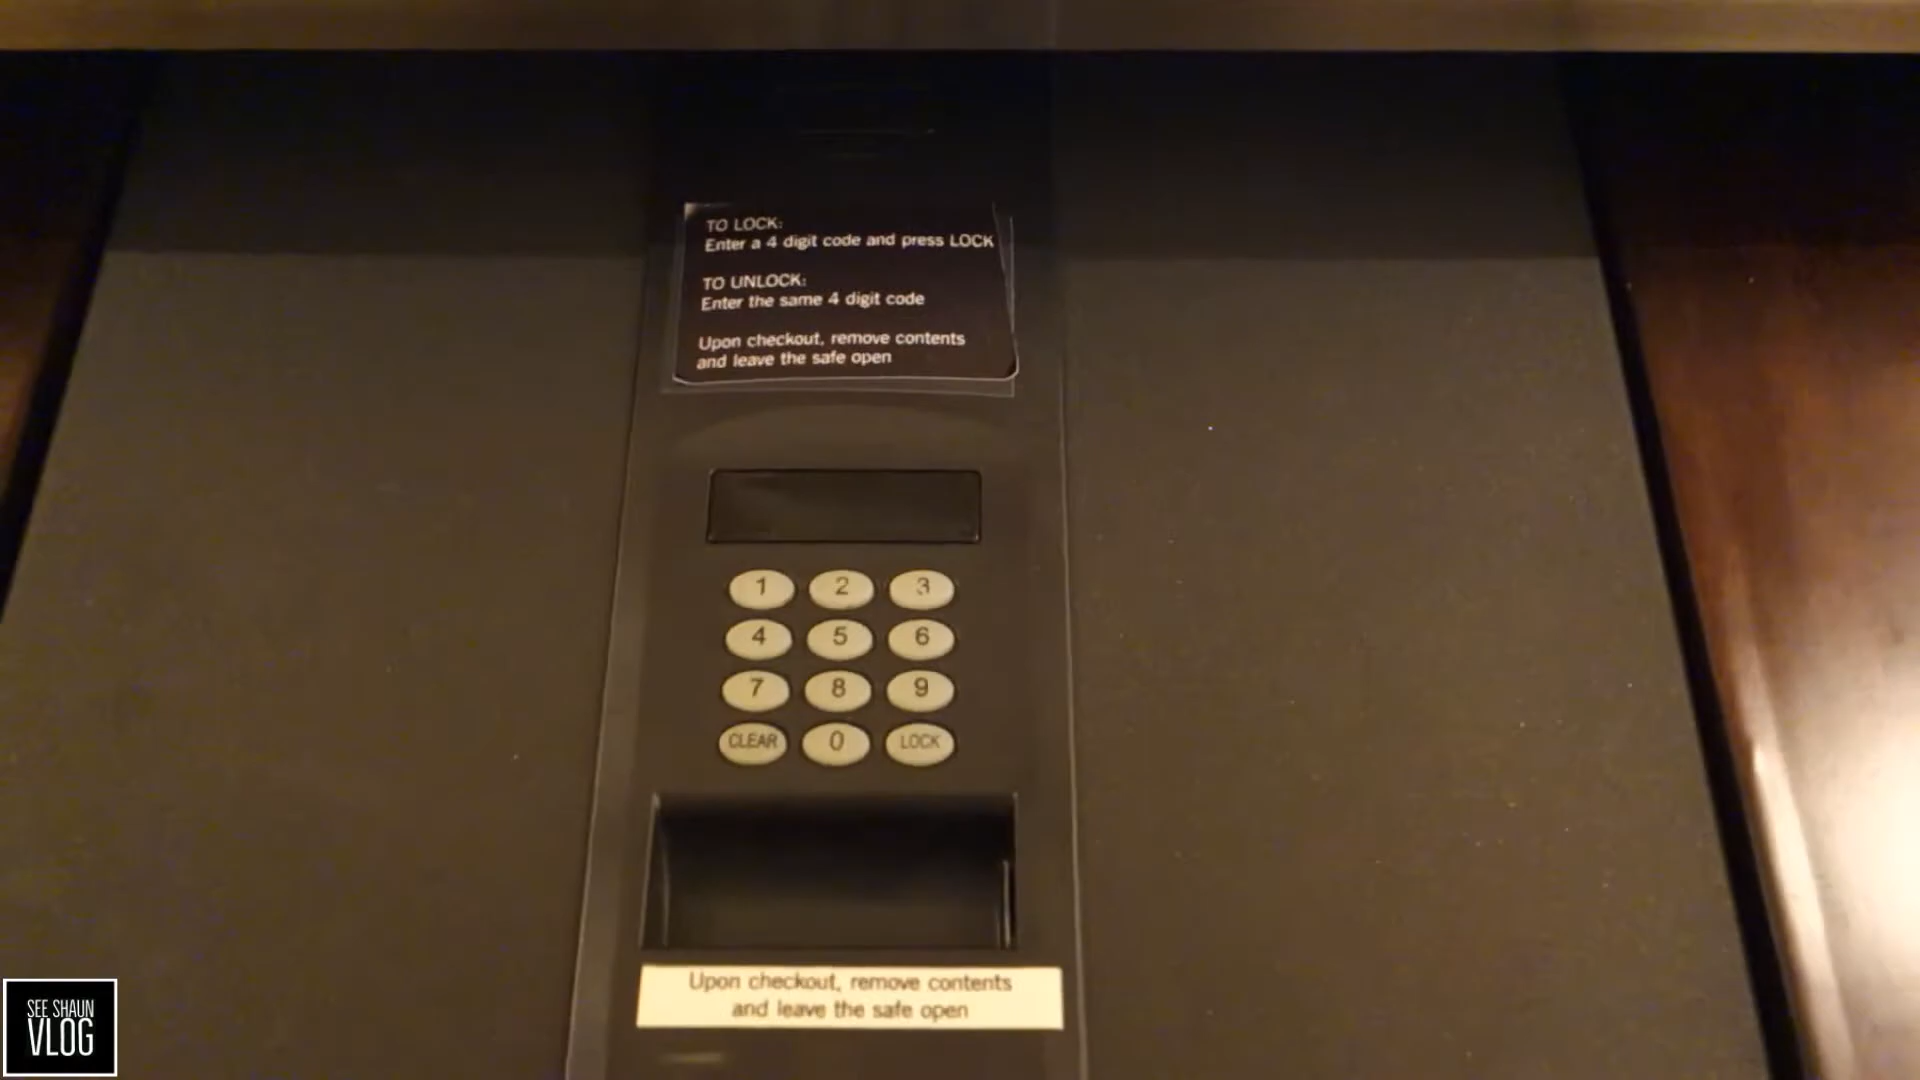 TO LOCK:
Enter a 4 digit code and press LOCK
TO UNLOCK:
Enter the same 4 digit code
Upon checkout, remove contents
and leave the safe open
1 2 3
4 5 6
7 8 9
CLEAR 0 LOCK
Upon checkout, remove contents
and leave the safe open
SEE SHAUN
VLOG